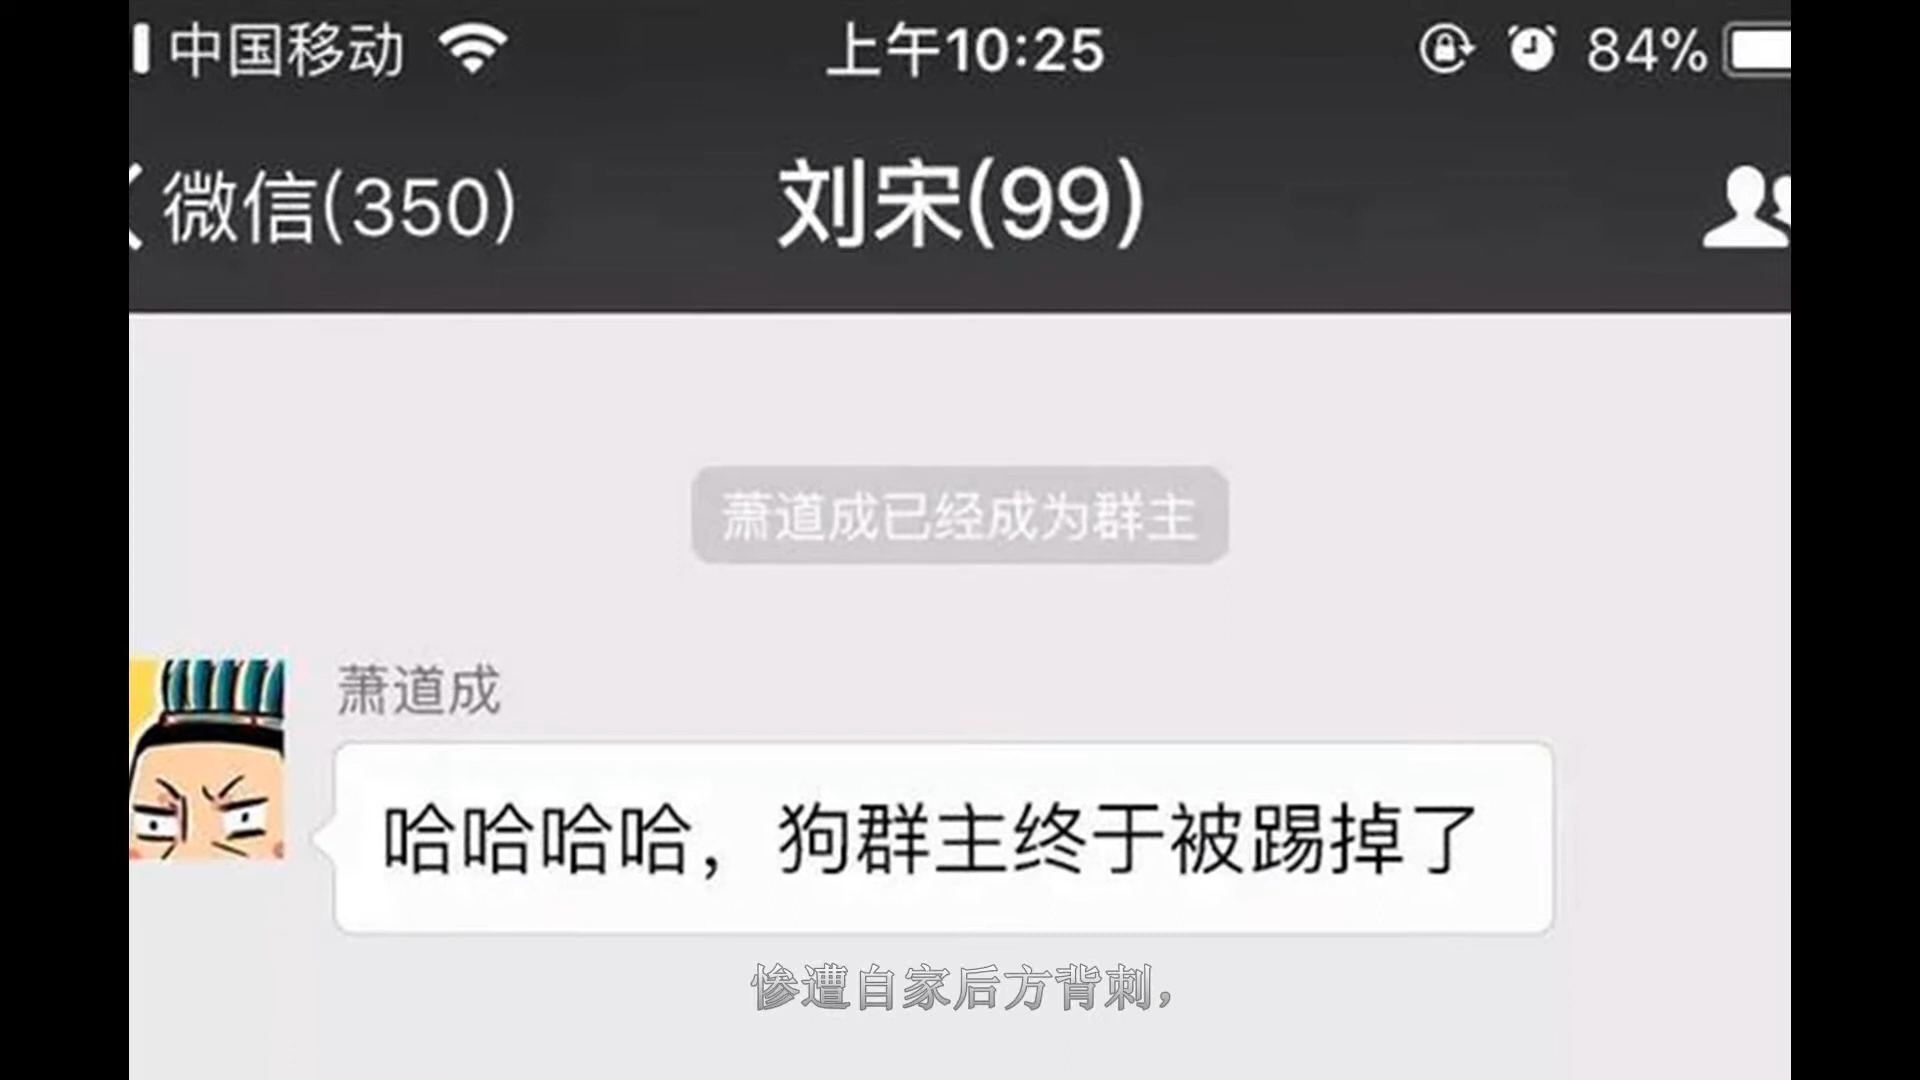 中国移动 上午10:25 84%
微信(350) 刘宋(99)
萧道成已经成为群主
萧道成
哈哈哈哈，狗群主终于被踢掉了
惨遭自家后方背刺，